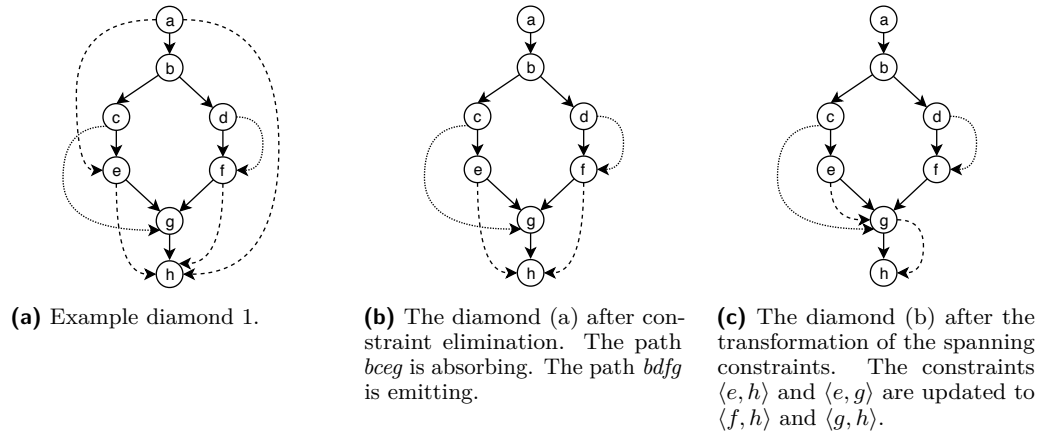 a
b
c
d
e
f
g
h
(a) Example diamond 1.
a
b
c
d
e
f
g
h
(b) The diamond (a) after con-
straint elimination. The path
bceg is absorbing. The path bdfg
is emitting.
a
b
c
d
e
f
g
h
(c) The diamond (b) after the
transformation of the spanning
constraints. The constraints
⟨e, h⟩ and ⟨e, g⟩ are updated to
⟨f, h⟩ and ⟨g, h⟩.